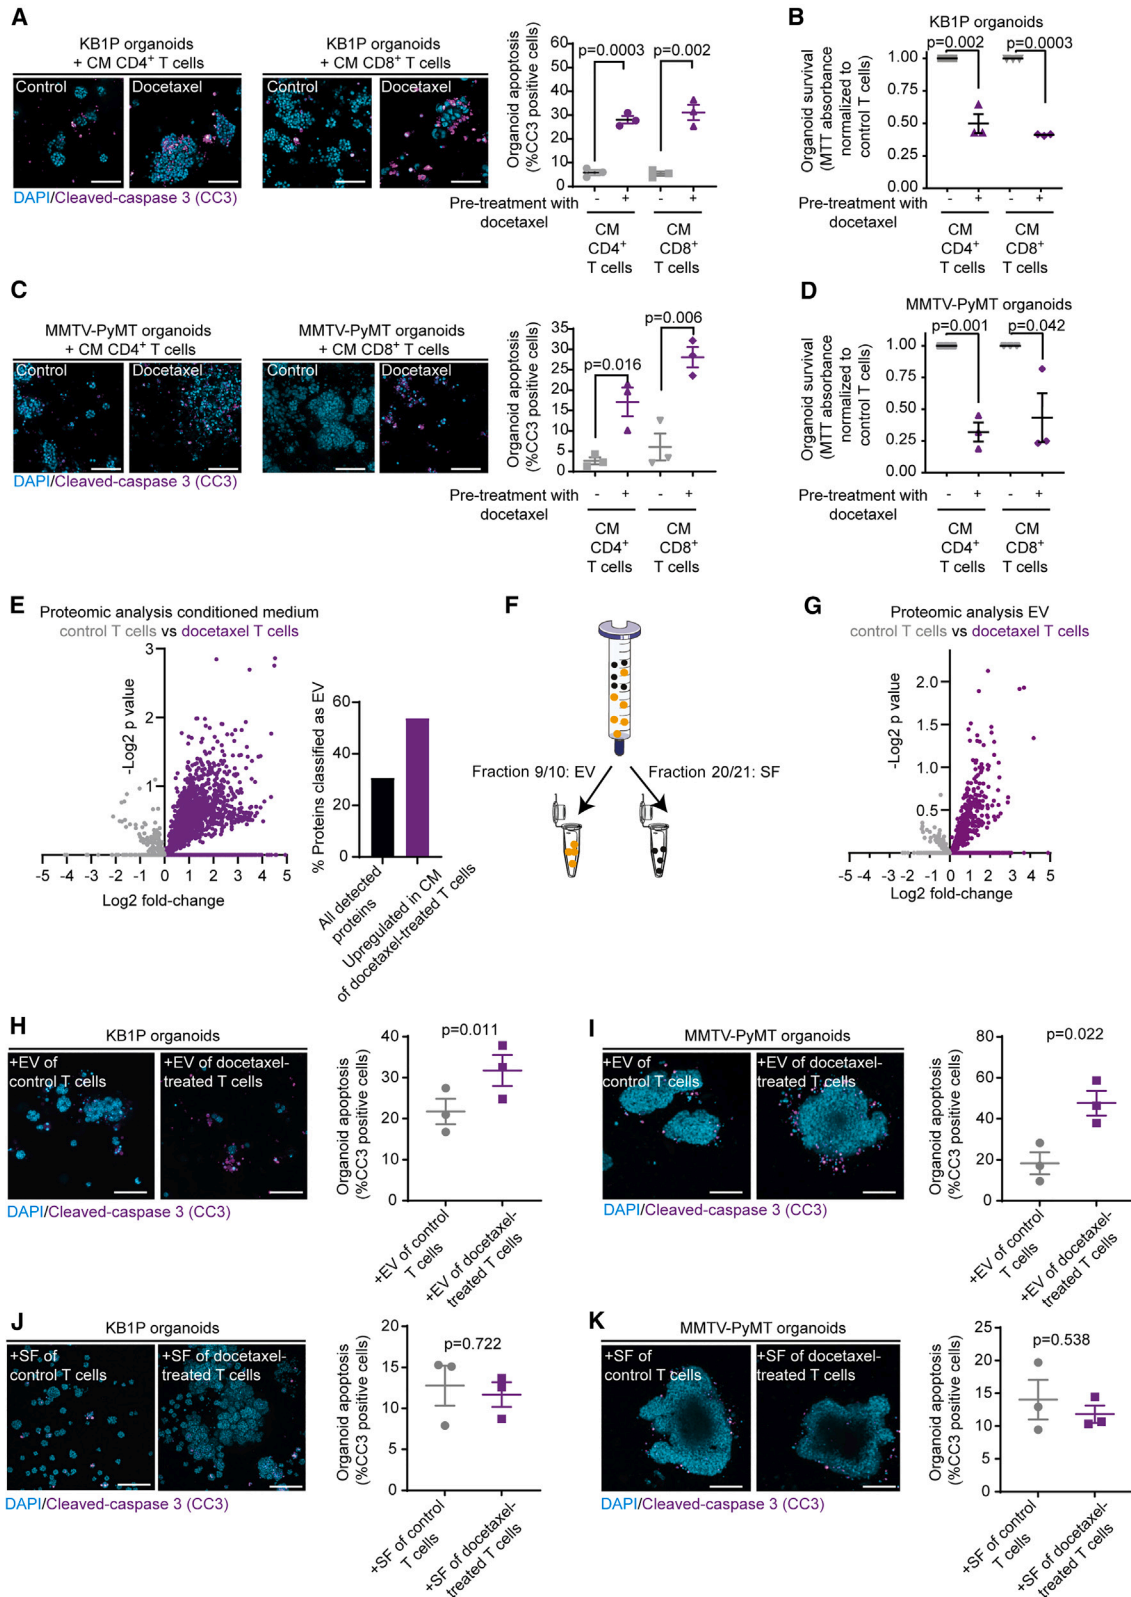 A
KB1P organoids
+ CM CD4+ T cells
Control
Docetaxel
KB1P organoids
+ CM CD8+ T cells
Control
Docetaxel
DAPI/Cleaved-caspase 3 (CC3)
Organoid apoptosis
(%CC3 positive cells)
60
50
40
30
20
10
0
p=0.0003
p=0.002
Pre-treatment with
docetaxel
- + - +
CM
CD4+
T cells
CM
CD8+
T cells
B
KB1P organoids
Organoid survival
(MTT absorbance
normalized to
control T cells)
1.00
0.75
0.50
0.25
0.00
p=0.002
p=0.0003
Pre-treatment with
docetaxel
- + - +
CM
CD4+
T cells
CM
CD8+
T cells
C
MMTV-PyMT organoids
+ CM CD4+ T cells
Control
Docetaxel
MMTV-PyMT organoids
+ CM CD8+ T cells
Control
Docetaxel
DAPI/Cleaved-caspase 3 (CC3)
Organoid apoptosis
(%CC3 positive cells)
35
30
25
20
15
10
5
0
p=0.016
p=0.006
Pre-treatment with
docetaxel
- + - +
CM
CD4+
T cells
CM
CD8+
T cells
D
MMTV-PyMT organoids
Organoid survival
(MTT absorbance
normalized to
control T cells)
1.00
0.75
0.50
0.25
0.00
p=0.001
p=0.042
Pre-treatment with
docetaxel
- + - +
CM
CD4+
T cells
CM
CD8+
T cells
E
Proteomic analysis conditioned medium
control T cells vs docetaxel T cells
-Log2 p value
3
2
1
-5 -4 -3 -2 -1 0 1 2 3 4 5
Log2 fold-change
% Proteins classified as EV
60
40
20
0
All detected
proteins
Upregulated in CM
of docetaxel-treated T cells
F
Fraction 9/10: EV
Fraction 20/21: SF
G
Proteomic analysis EV
control T cells vs docetaxel T cells
-Log2 p value
2.0
1.5
1.0
0.5
-5 -4 -3 -2 -1 0 1 2 3 4 5
Log2 fold-change
H
KB1P organoids
+EV of
control T cells
+EV of docetaxel-
treated T cells
DAPI/Cleaved-caspase 3 (CC3)
Organoid apoptosis
(%CC3 positive cells)
40
30
20
10
0
p=0.011
+EV of control
T cells
+EV of docetaxel-
treated T cells
I
MMTV-PyMT organoids
+EV of
control T cells
+EV of docetaxel-
treated T cells
DAPI/Cleaved-caspase 3 (CC3)
Organoid apoptosis
(%CC3 positive cells)
80
60
40
20
0
p=0.022
+EV of control
T cells
+EV of docetaxel-
treated T cells
J
KB1P organoids
+SF of
control T cells
+SF of docetaxel-
treated T cells
DAPI/Cleaved-caspase 3 (CC3)
Organoid apoptosis
(%CC3 positive cells)
20
15
10
5
0
p=0.722
+SF of control
T cells
+SF of docetaxel-
treated T cells
K
MMTV-PyMT organoids
+SF of
control T cells
+SF of docetaxel-
treated T cells
DAPI/Cleaved-caspase 3 (CC3)
Organoid apoptosis
(%CC3 positive cells)
25
20
15
10
5
0
p=0.538
+SF of control
T cells
+SF of docetaxel-
treated T cells